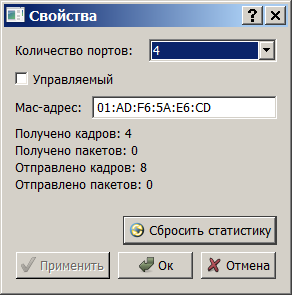 Свойства
Количество портов: 4
Управляемый
Мас-адрес: 01:AD:F6:5A:E6:CD
Получено кадров: 4
Получено пакетов: 0
Отправлено кадров: 8
Отправлено пакетов: 0
Сбросить статистику
Применить Ок Отмена